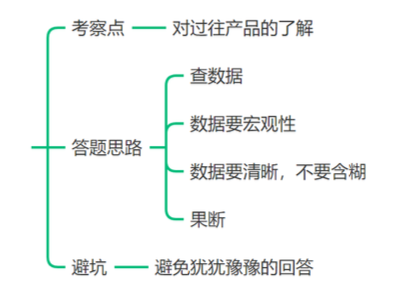 考察点
对过往产品的了解
答题思路
查数据
数据要宏观性
数据要清晰，不要含糊
果断
避坑
避免犹犹豫豫的回答